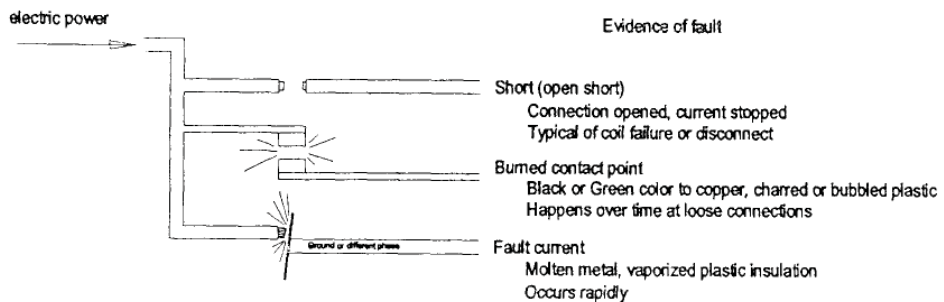 electric power
Evidence of fault
Short (open short)
Connection opened, current stopped
Typical of coil failure or disconnect
Burned contact point
Black or Green color to copper, charred or bubbled plastic
Happens over time at loose connections
Ground or different phase
Fault current
Molten metal, vaporized plastic insulation
Occurs rapidly